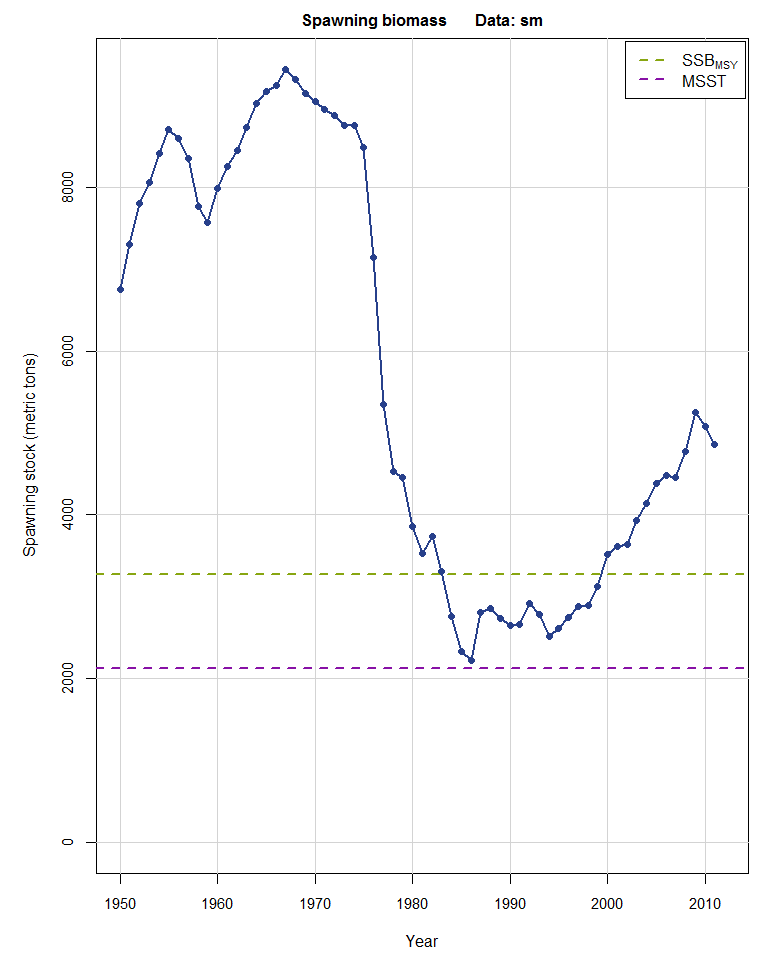 Spawning biomass Data: sm
SSBMSY
MSST
Spawning stock (metric tons)
8000
6000
4000
2000
0
1950 1960 1970 1980 1990 2000 2010
Year